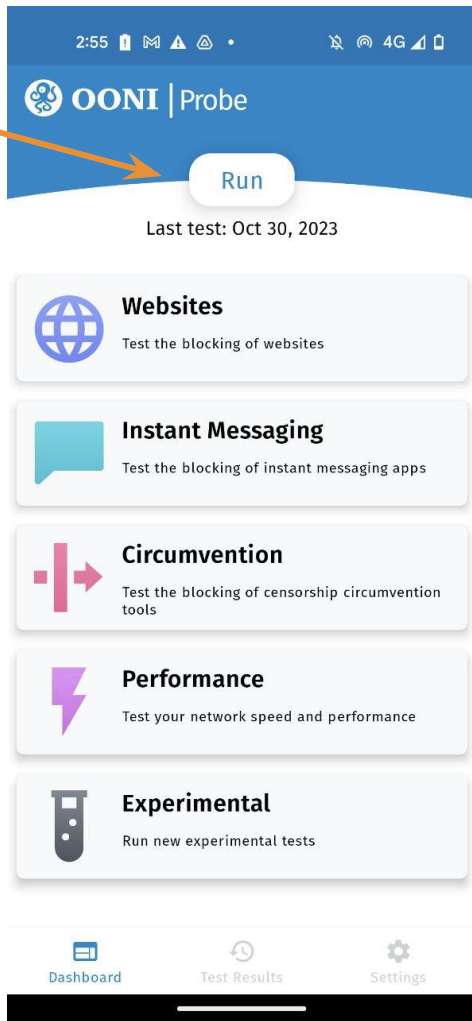 2:55 4G
OONI | Probe
Run
Last test: Oct 30, 2023
Websites
Test the blocking of websites
Instant Messaging
Test the blocking of instant messaging apps
Circumvention
Test the blocking of censorship circumvention
tools
Performance
Test your network speed and performance
Experimental
Run new experimental tests
Dashboard Test Results Settings